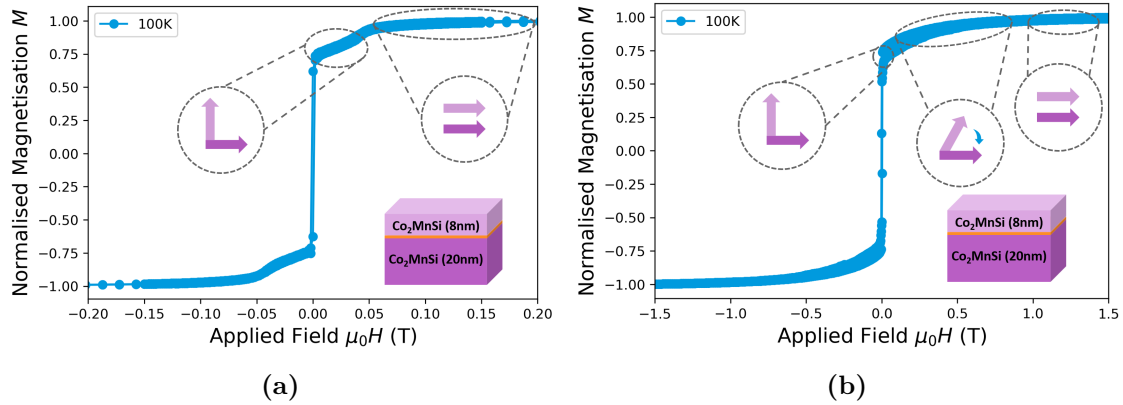 Normalised Magnetisation M
1.00
0.75
0.50
0.25
0.00
−0.25
−0.50
−0.75
−1.00
100K
Co₂MnSi (8nm)
Co₂MnSi (20nm)
−0.20 −0.15 −0.10 −0.05 0.00 0.05 0.10 0.15 0.20
Applied Field μ₀H (T)
(a)
Normalised Magnetisation M
1.00
0.75
0.50
0.25
0.00
−0.25
−0.50
−0.75
−1.00
100K
Co₂MnSi (8nm)
Co₂MnSi (20nm)
−1.5 −1.0 −0.5 0.0 0.5 1.0 1.5
Applied Field μ₀H (T)
(b)